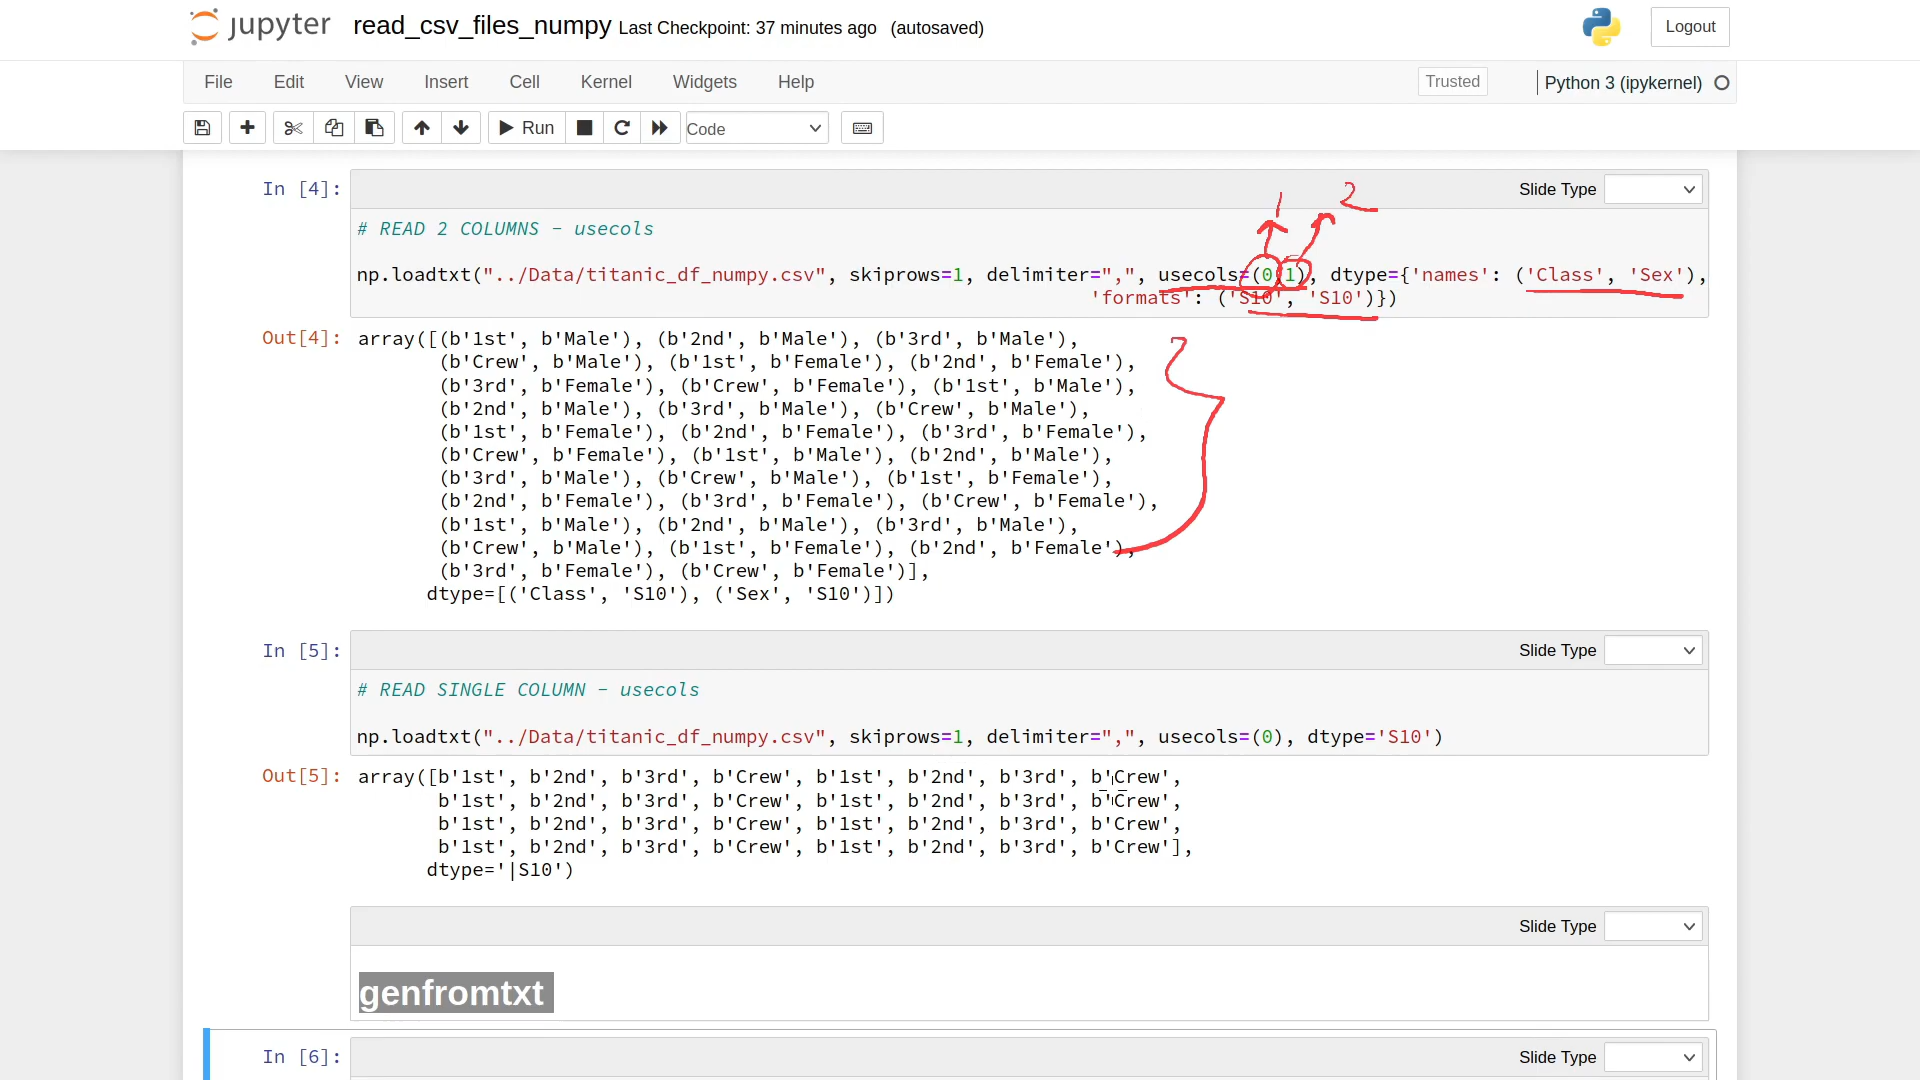 jupyter read_csv_files_numpy Last Checkpoint: 37 minutes ago (autosaved) Logout
File Edit View Insert Cell Kernel Widgets Help Trusted Python 3 (ipykernel)
Run Code
1 2
In [4]: Slide Type
# READ 2 COLUMNS - usecols
np.loadtxt("../Data/titanic_df_numpy.csv", skiprows=1, delimiter=",", usecols=(0,1), dtype={'names': ('Class', 'Sex'),
'formats': ('S10', 'S10')})
Out[4]: array([(b'1st', b'Male'), (b'2nd', b'Male'), (b'3rd', b'Male'),
(b'Crew', b'Male'), (b'1st', b'Female'), (b'2nd', b'Female'),
(b'3rd', b'Female'), (b'Crew', b'Female'), (b'1st', b'Male'),
(b'2nd', b'Male'), (b'3rd', b'Male'), (b'Crew', b'Male'),
(b'1st', b'Female'), (b'2nd', b'Female'), (b'3rd', b'Female'),
(b'Crew', b'Female'), (b'1st', b'Male'), (b'2nd', b'Male'),
(b'3rd', b'Male'), (b'Crew', b'Male'), (b'1st', b'Female'),
(b'2nd', b'Female'), (b'3rd', b'Female'), (b'Crew', b'Female'),
(b'1st', b'Male'), (b'2nd', b'Male'), (b'3rd', b'Male'),
(b'Crew', b'Male'), (b'1st', b'Female'), (b'2nd', b'Female'),
(b'3rd', b'Female'), (b'Crew', b'Female')],
dtype=[('Class', 'S10'), ('Sex', 'S10')])
In [5]: Slide Type
# READ SINGLE COLUMN - usecols
np.loadtxt("../Data/titanic_df_numpy.csv", skiprows=1, delimiter=",", usecols=(0), dtype='S10')
Out[5]: array([b'1st', b'2nd', b'3rd', b'Crew', b'1st', b'2nd', b'3rd', b'Crew',
b'1st', b'2nd', b'3rd', b'Crew', b'1st', b'2nd', b'3rd', b'Crew',
b'1st', b'2nd', b'3rd', b'Crew', b'1st', b'2nd', b'3rd', b'Crew',
b'1st', b'2nd', b'3rd', b'Crew', b'1st', b'2nd', b'3rd', b'Crew'],
dtype='|S10')
Slide Type
genfromtxt
In [6]: Slide Type